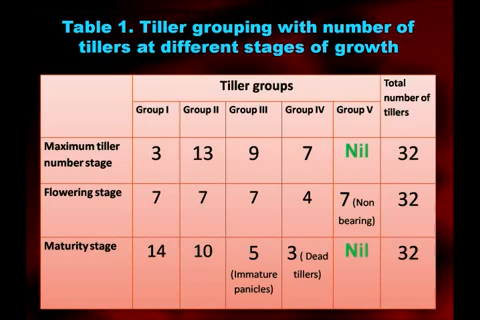 Table 1. Tiller grouping with number of
tillers at different stages of growth
Tiller groups
Total
number of
tillers
Group I Group II Group III Group IV Group V
Maximum tiller
number stage
3 13 9 7 Nil 32
Flowering stage
7 7 7 4 7 (Non
bearing)
32
Maturity stage
14 10 5
(Immature
panicles)
3 ( Dead
tillers)
Nil 32